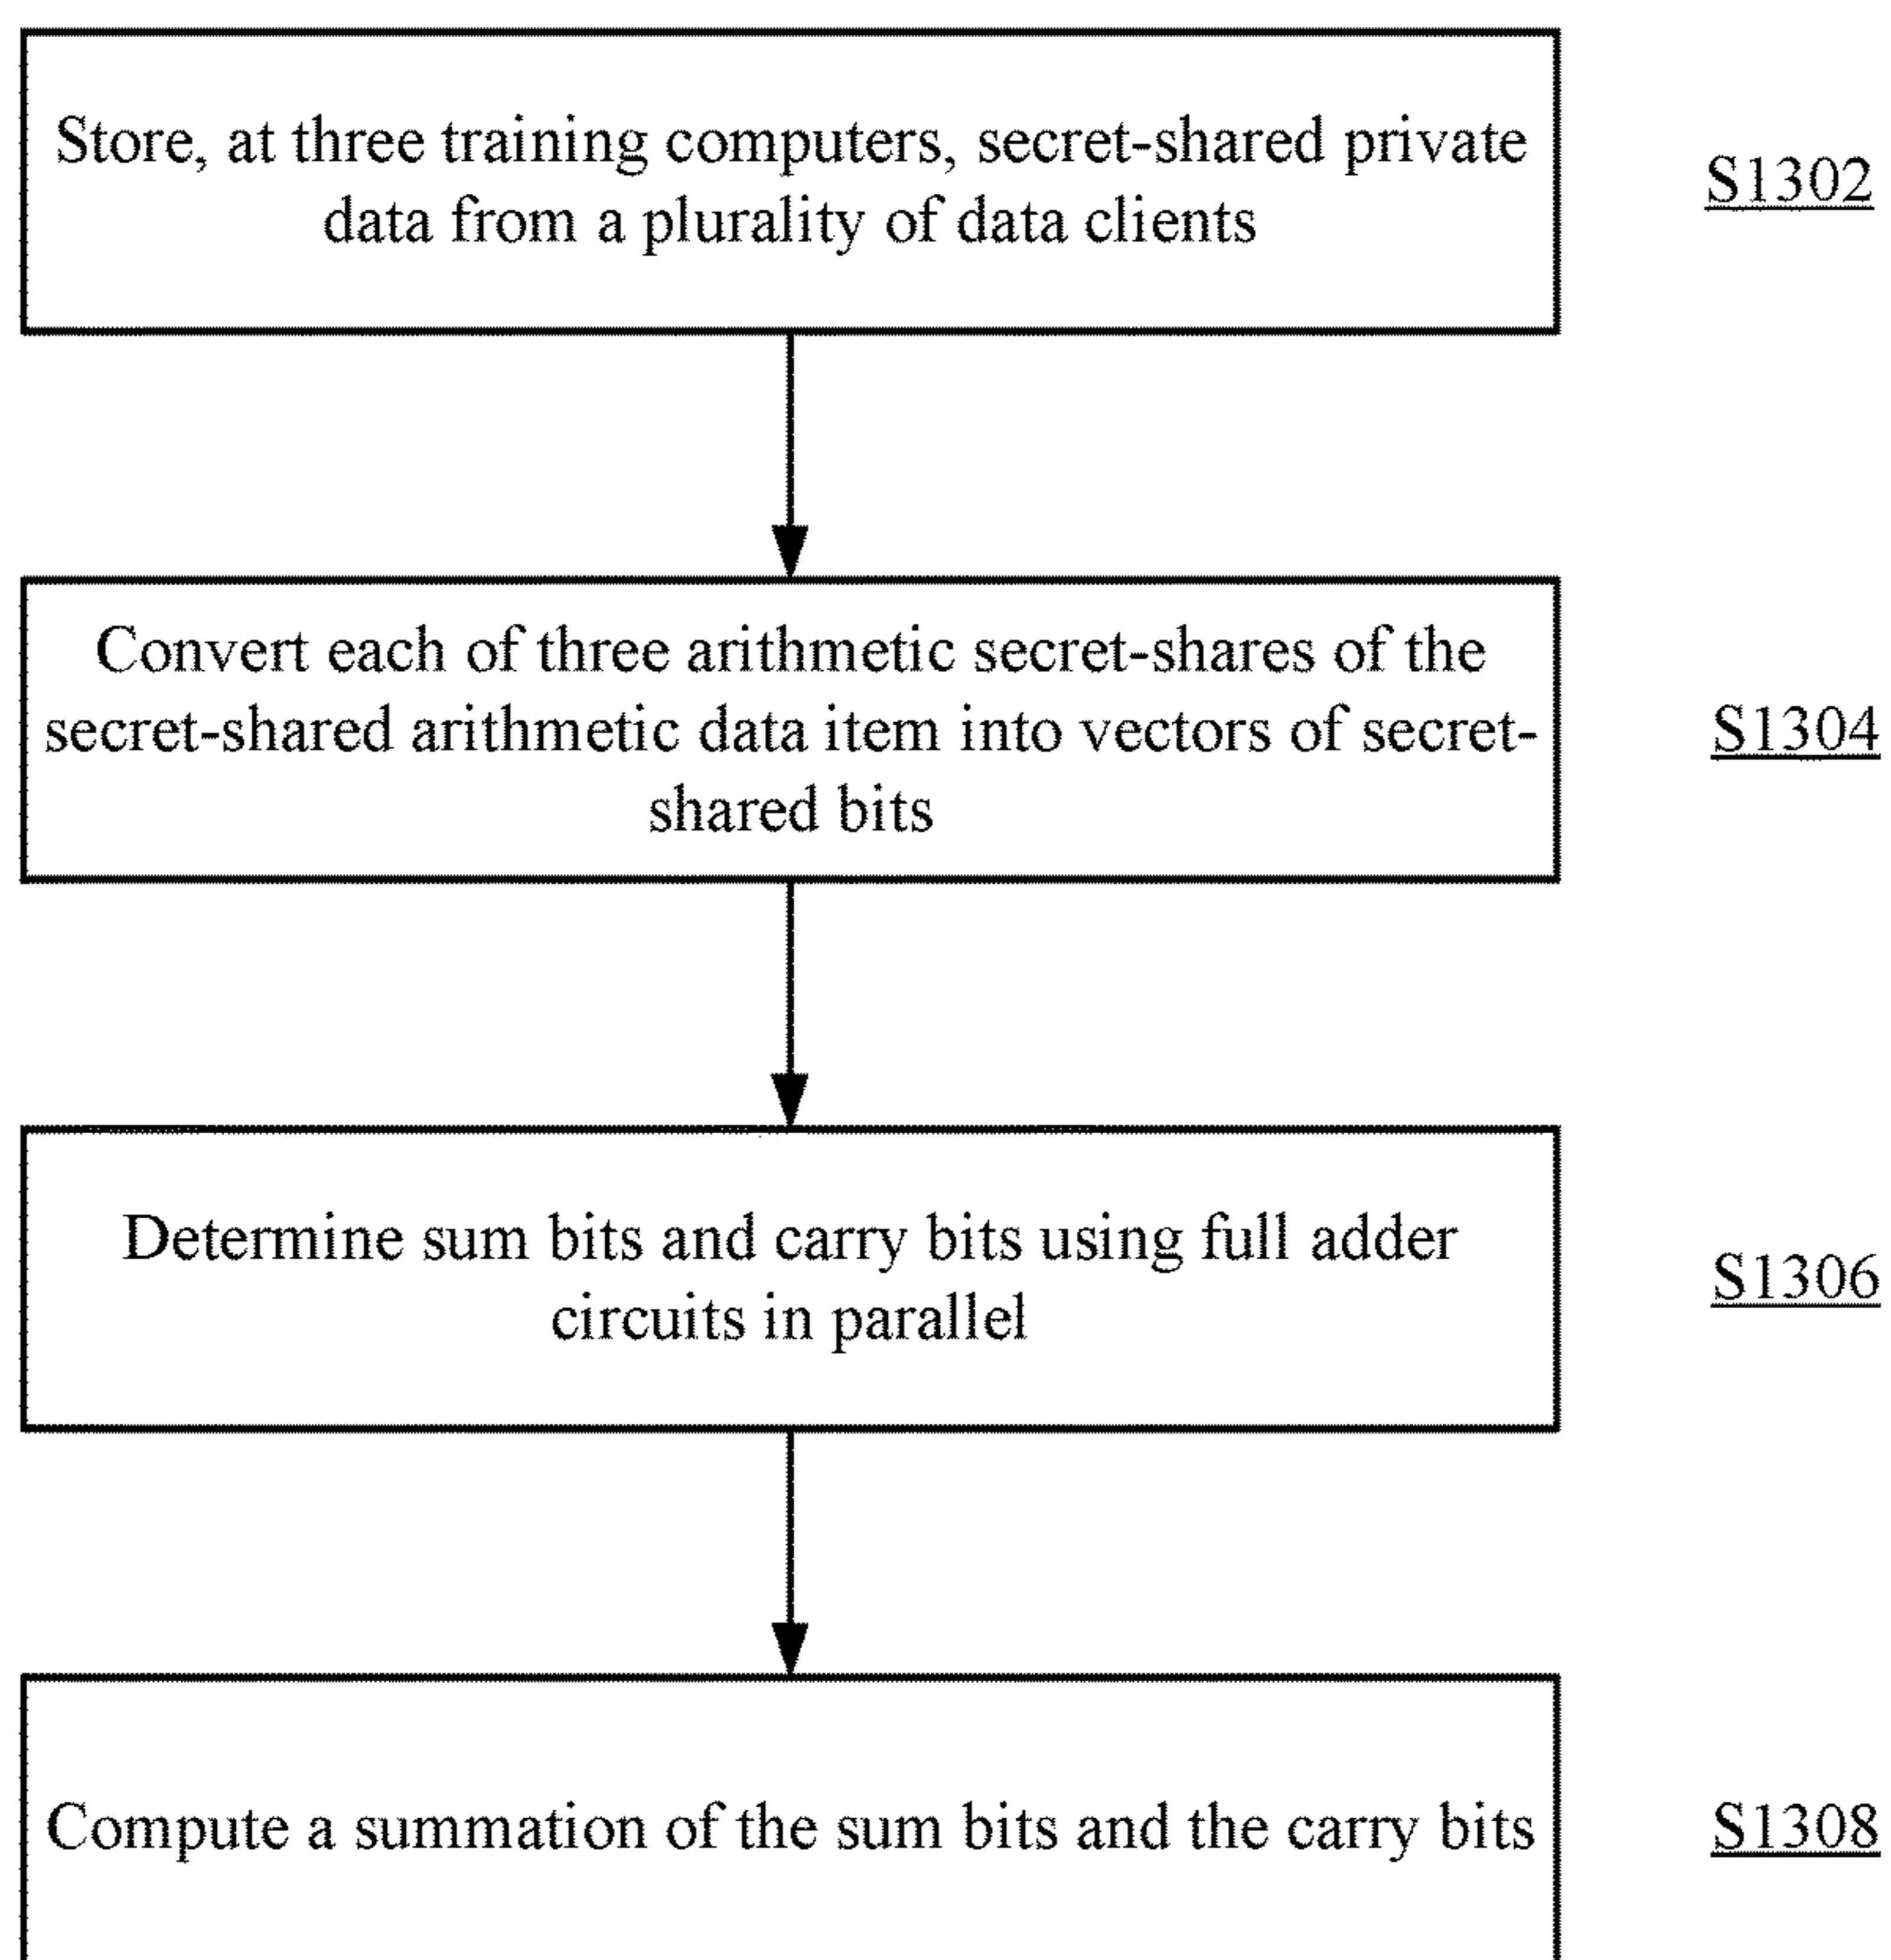 Store, at three training computers, secret-shared private
data from a plurality of data clients
S1302
Convert each of three arithmetic secret-shares of the
secret-shared arithmetic data item into vectors of secret-
shared bits
S1304
Determine sum bits and carry bits using full adder
circuits in parallel
S1306
Compute a summation of the sum bits and the carry bits
S1308